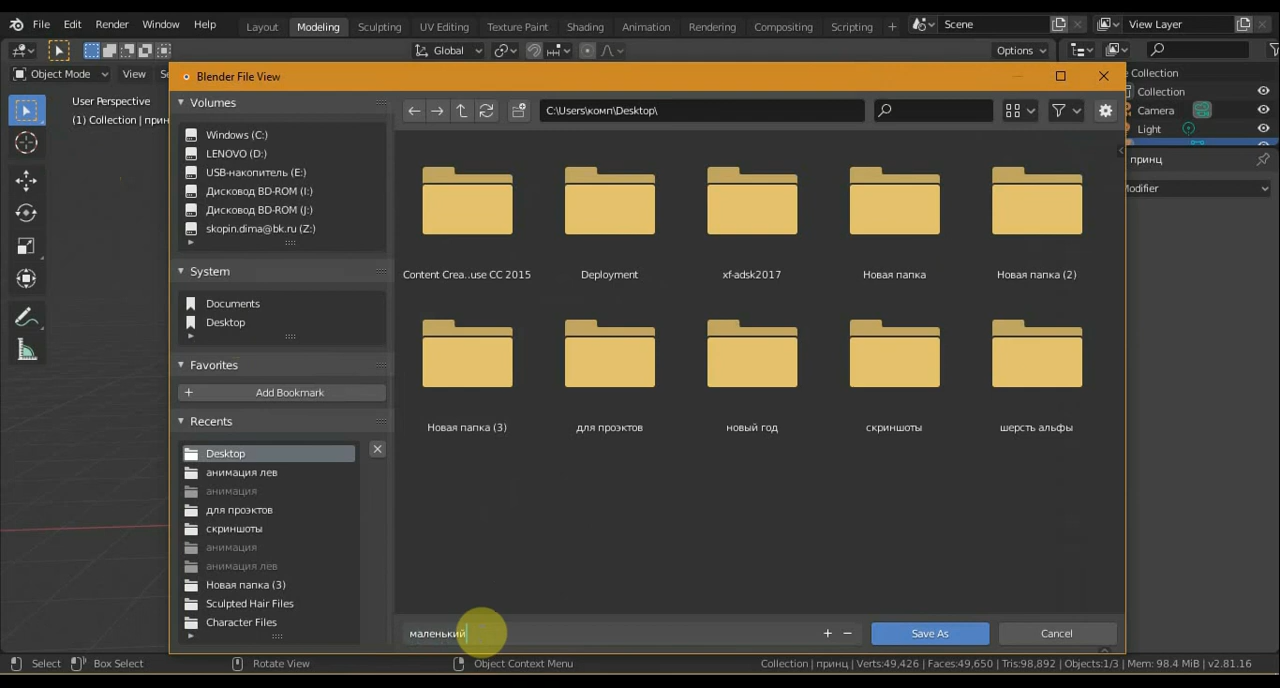 File Edit Render Window Help Layout Modeling Sculpting UV Editing Texture Paint Shading Animation Rendering Compositing Scripting + Scene View Layer
Global Options
Object Mode View
Blender File View
User Perspective
(1) Collection |
Volumes
Windows (C:)
LENOVO (D:)
USB-накопитель (E:)
Дисковод BD-ROM (I:)
Дисковод BD-ROM (J:)
skopin.dima@bk.ru (Z:)
System
Documents
Desktop
Favorites
+ Add Bookmark
Recents
Desktop
анимация лев
анимация
для проэктов
скриншоты
анимация
анимация лев
Новая папка (3)
Sculpted Hair Files
Character Files
C:\Users\комп\Desktop\
Content Crea..use CC 2015 Deployment xf-adsk2017 Новая папка Новая папка (2)
Новая папка (3) для проэктов новый год скриншоты шерсть альфы
маленький + − Save As Cancel
Collection
Collection
Camera
Light
принц
Select Box Select Rotate View Object Context Menu Collection | принц | Verts:49,426 | Faces:49,650 | Tris:98,892 | Objects:1/3 | Mem: 98.4 MiB | v2.81.16